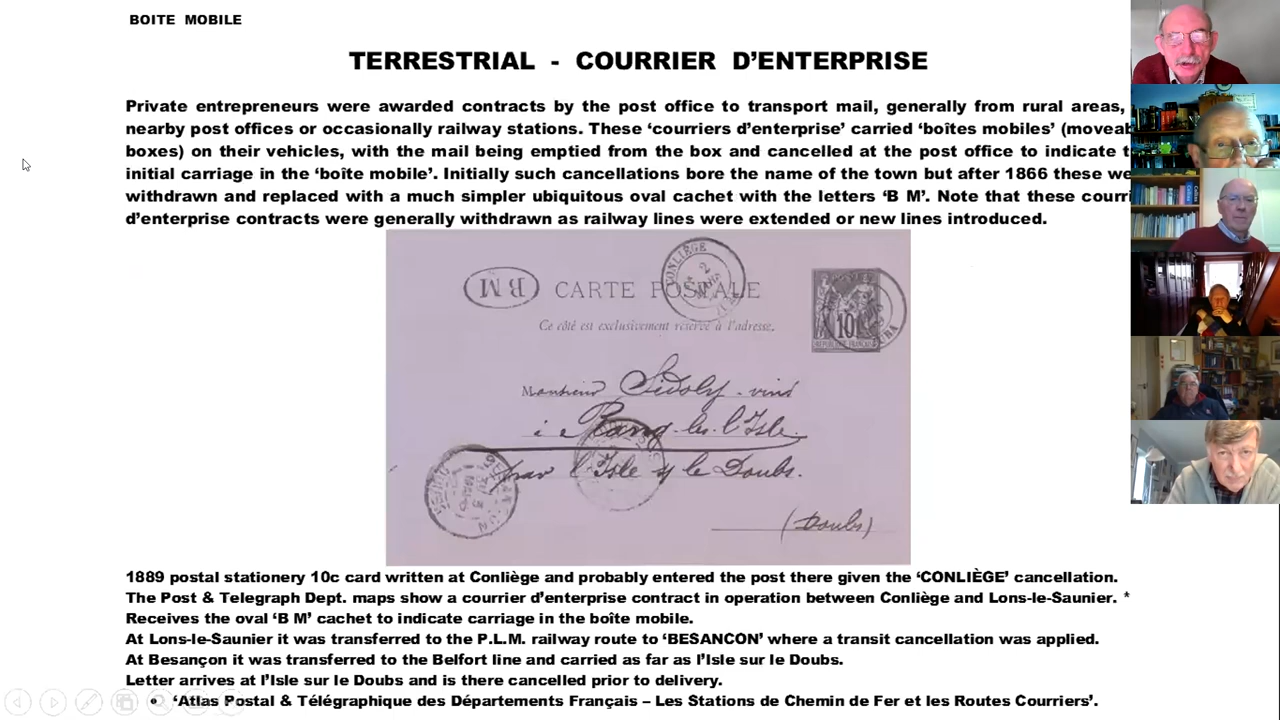 BOITE MOBILE
TERRESTRIAL - COURRIER D’ENTERPRISE
Private entrepreneurs were awarded contracts by the post office to transport mail, generally from rural areas,
nearby post offices or occasionally railway stations. These ‘courriers d’enterprise’ carried ‘boîtes mobiles’ (moveab
boxes) on their vehicles, with the mail being emptied from the box and cancelled at the post office to indicate t
initial carriage in the ‘boîte mobile’. Initially such cancellations bore the name of the town but after 1866 these we
withdrawn and replaced with a much simpler ubiquitous oval cachet with the letters ‘B M’. Note that these courri
d’enterprise contracts were generally withdrawn as railway lines were extended or new lines introduced.
CONLIÈGE
2
B M
CARTE POSTALE
Ce côté est exclusivement réservé à l'adresse.
10
Monsieur Sidoly
Rang les l'Isle
par l'Isle s/ le Doubs.
(Doubs)
1889 postal stationery 10c card written at Conliège and probably entered the post there given the ‘CONLIÈGE’ cancellation.
The Post & Telegraph Dept. maps show a courrier d’enterprise contract in operation between Conliège and Lons-le-Saunier. *
Receives the oval ‘B M’ cachet to indicate carriage in the boîte mobile.
At Lons-le-Saunier it was transferred to the P.L.M. railway route to ‘BESANCON’ where a transit cancellation was applied.
At Besançon it was transferred to the Belfort line and carried as far as l’Isle sur le Doubs.
Letter arrives at l’Isle sur le Doubs and is there cancelled prior to delivery.
• ‘Atlas Postal & Télégraphique des Départements Français – Les Stations de Chemin de Fer et les Routes Courriers’.